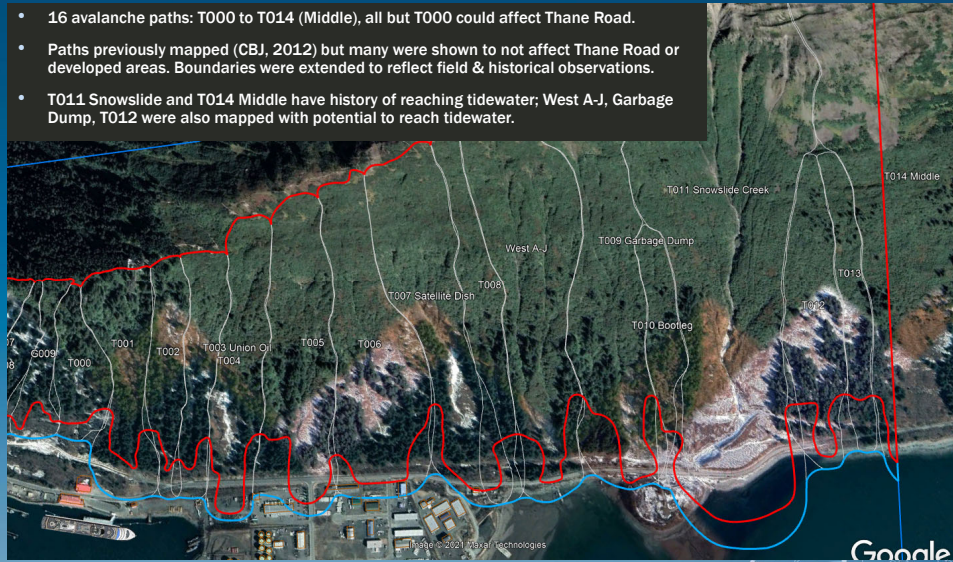 • 16 avalanche paths: T000 to T014 (Middle), all but T000 could affect Thane Road.
• Paths previously mapped (CBJ, 2012) but many were shown to not affect Thane Road or
developed areas. Boundaries were extended to reflect field & historical observations.
• T011 Snowslide and T014 Middle have history of reaching tidewater; West A-J, Garbage
Dump, T012 were also mapped with potential to reach tidewater.
T014 Middle
T011 Snowslide Creek
T009 Garbage Dump
West A-J
T013
T008
T007 Satellite Dish
T012
T010 Bootleg
T001
T002
T003 Union Oil
T004
T005
T006
G009
T000
Image © 2021 Maxar Technologies
Google